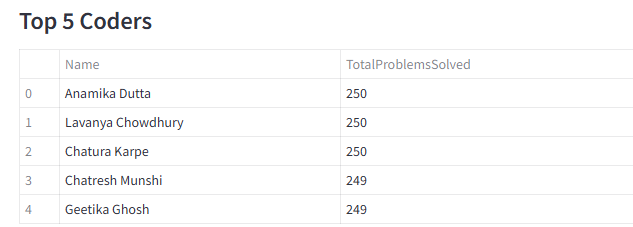 Top 5 Coders
Name TotalProblemsSolved
0 Anamika Dutta 250
1 Lavanya Chowdhury 250
2 Chatura Karpe 250
3 Chatresh Munshi 249
4 Geetika Ghosh 249